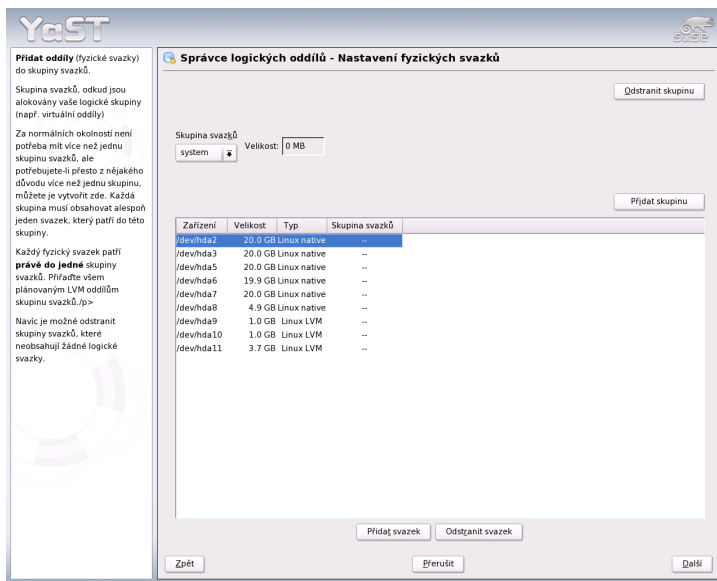 YaST
SUSE
Přidat oddíly (fyzické svazky)
do skupiny svazků.
Skupina svazků, odkud jsou
alokovány vaše logické skupiny
(např. virtuální oddíly)
Za normálních okolností není
potřeba mít více než jednu
skupinu svazků, ale
potřebujete-li přesto z nějakého
důvodu více než jednu skupinu,
můžete je vytvořit zde. Každá
skupina musí obsahovat alespoň
jeden svazek, který patří do této
skupiny.
Každý fyzický svazek patří
právě do jedné skupiny
svazků. Přiřaďte všem
plánovaným LVM oddílům
skupinu svazků./p>
Navíc je možné odstranit
skupiny svazků, které
neobsahují žádné logické
svazky.
Správce logických oddílů - Nastavení fyzických svazků
Odstranit skupinu
Skupina svazků
system Velikost: 0 MB
Přidat skupinu
Zařízení Velikost Typ Skupina svazků
/dev/hda2 20.0 GB Linux native --
/dev/hda3 20.0 GB Linux native --
/dev/hda5 20.0 GB Linux native --
/dev/hda6 19.9 GB Linux native --
/dev/hda7 20.0 GB Linux native --
/dev/hda8 4.9 GB Linux native --
/dev/hda9 1.0 GB Linux LVM --
/dev/hda10 1.0 GB Linux LVM --
/dev/hda11 3.7 GB Linux LVM --
Přidat svazek Odstranit svazek
Zpět Přerušit Další